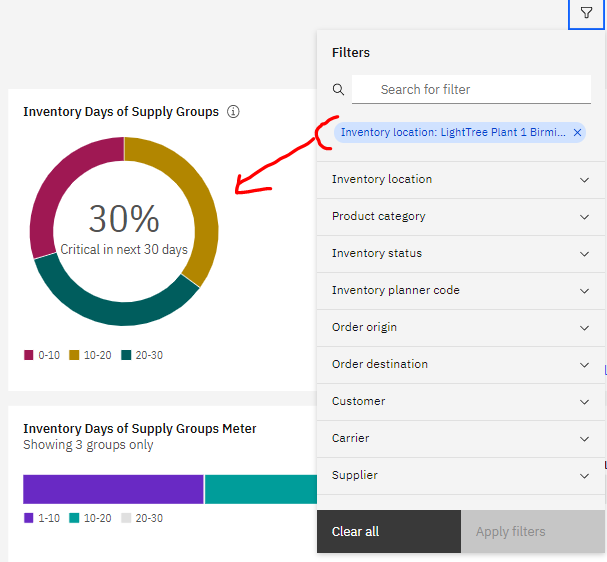 Filters
Search for filter
Inventory location: LightTree Plant 1 Birmi...
Inventory location
Product category
Inventory status
Inventory planner code
Order origin
Order destination
Customer
Carrier
Supplier
Clear all
Apply filters
Inventory Days of Supply Groups
30%
Critical in next 30 days
0-10
10-20
20-30
Inventory Days of Supply Groups Meter
Showing 3 groups only
1-10
10-20
20-30